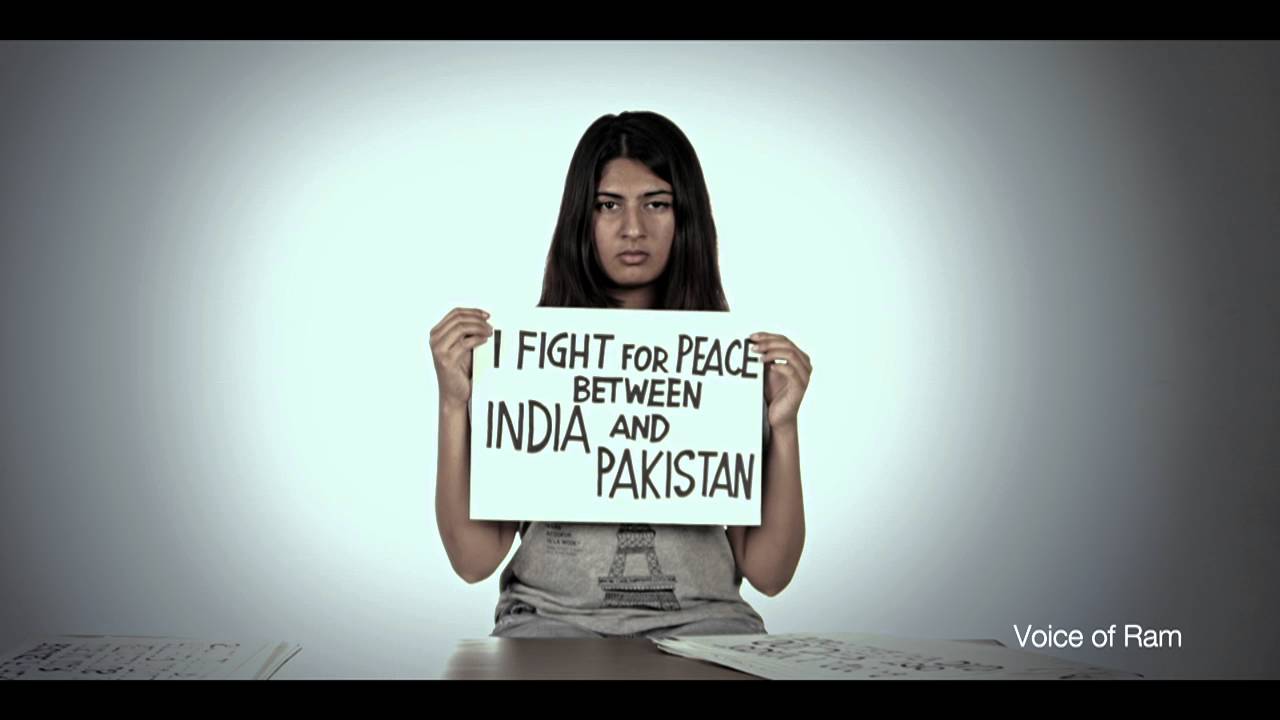 I FIGHT FOR PEACE
BETWEEN
INDIA AND
PAKISTAN
Voice of Ram